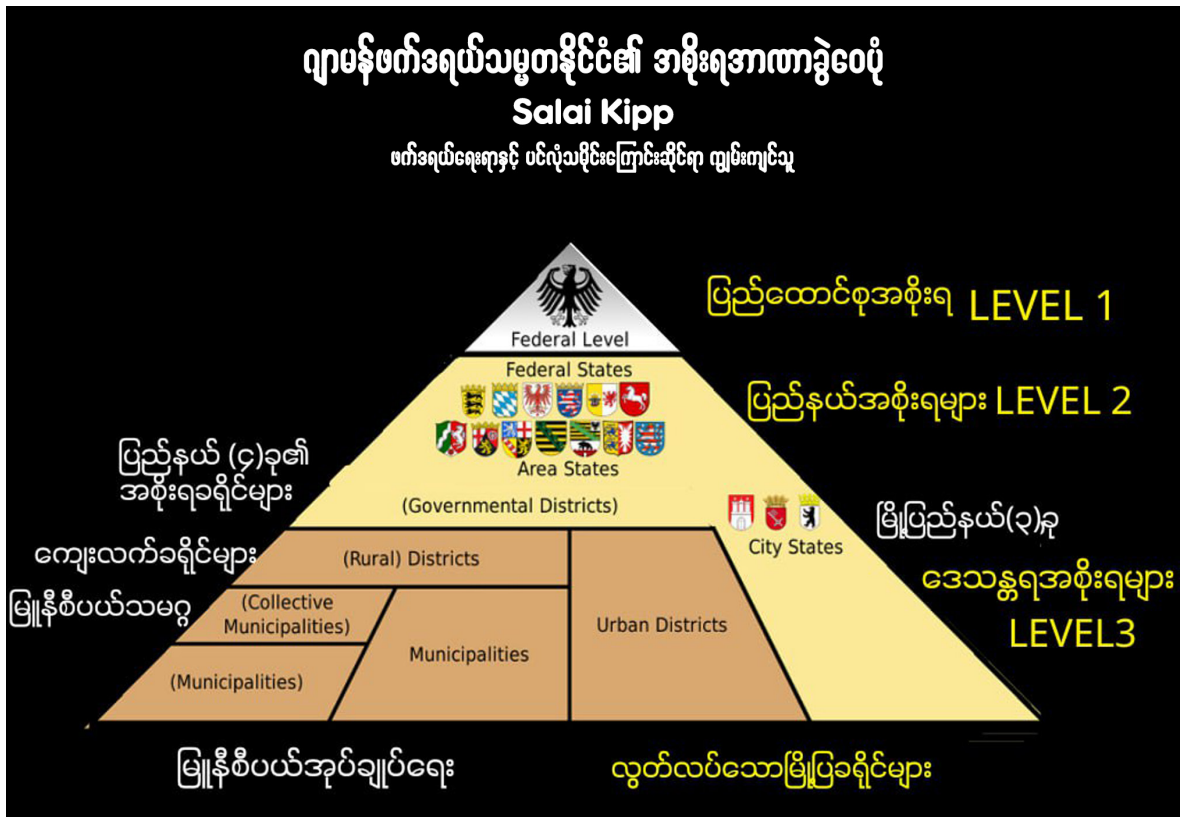 ဂျာမန်ဖက်ဒရယ်သမ္မတနိုင်ငံ၏ အစိုးရအာဏာခွဲဝေပုံ
Salai Kipp
ဖက်ဒရယ်ရေးရာနှင့် ပင်လုံသမိုင်းကြောင်းဆိုင်ရာ ကျွမ်းကျင်သူ
Federal Level
ပြည်ထောင်စုအစိုးရ LEVEL 1
Federal States
ပြည်နယ်အစိုးရများ LEVEL 2
Area States
ပြည်နယ် (၄)ခု၏
အစိုးရခရိုင်များ
(Governmental Districts)
City States
မြို့ပြည်နယ်(၃)ခု
ကျေးလက်ခရိုင်များ
(Rural) Districts
ဒေသန္တရအစိုးရများ
LEVEL3
မြူနီစီပယ်သမဂ္ဂ
(Collective
Municipalities)
Municipalities
Urban Districts
(Municipalities)
မြူနီစီပယ်အုပ်ချုပ်ရေး
လွတ်လပ်သောမြို့ပြခရိုင်များ